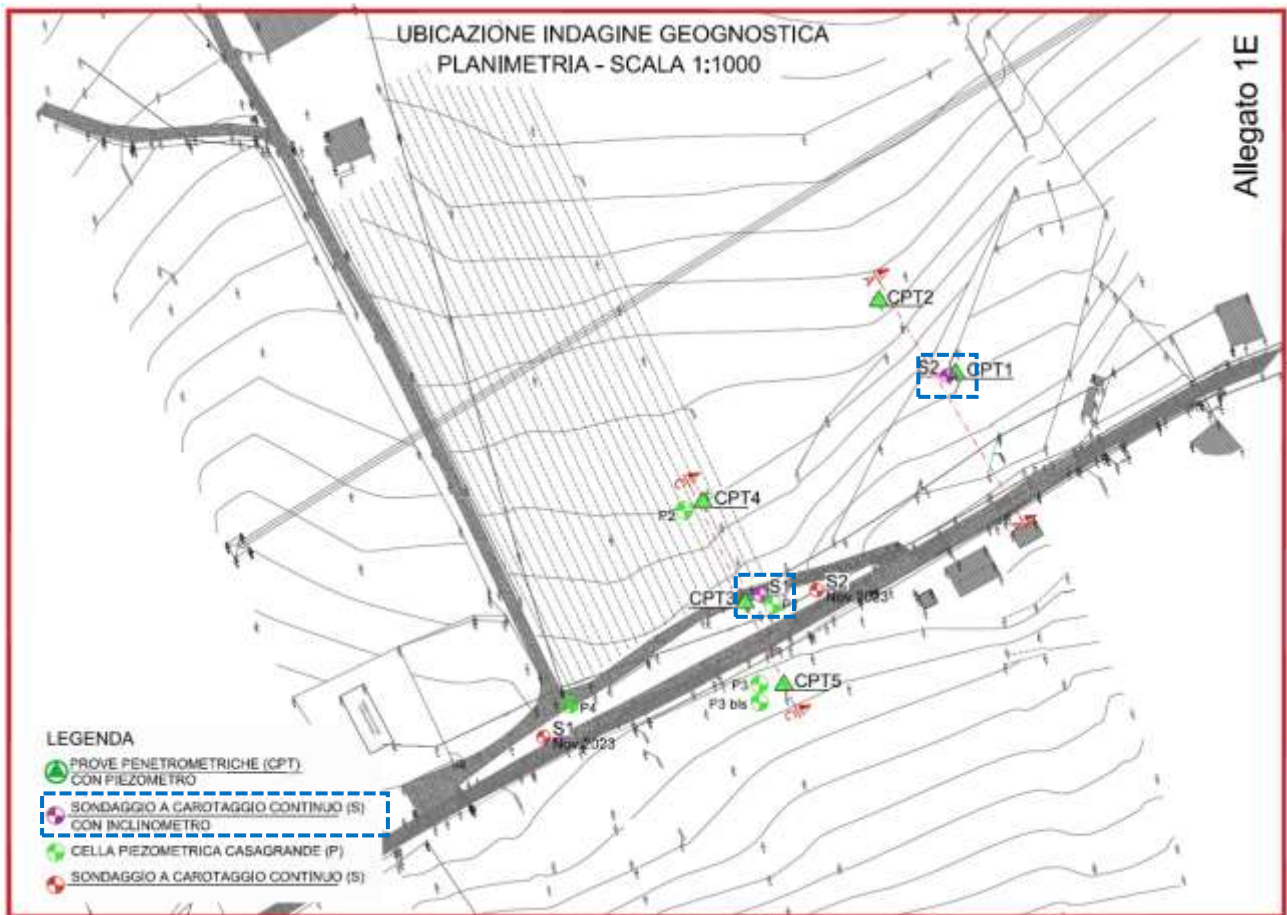 UBICAZIONE INDAGINE GEOGNOSTICA
PLANIMETRIA - SCALA 1:1000
Allegato 1E
CPT2
S2
CPT1
CPT4
P2
S1
S2
CPT3
Nov.2023
CPT5
P3
P3 bis
P4
S1
Nov.2023
LEGENDA
PROVE PENETROMETRICHE (CPT)
CON PIEZOMETRO
SONDAGGIO A CAROTAGGIO CONTINUO (S)
CON INCLINOMETRO
CELLA PIEZOMETRICA CASAGRANDE (P)
SONDAGGIO A CAROTAGGIO CONTINUO (S)